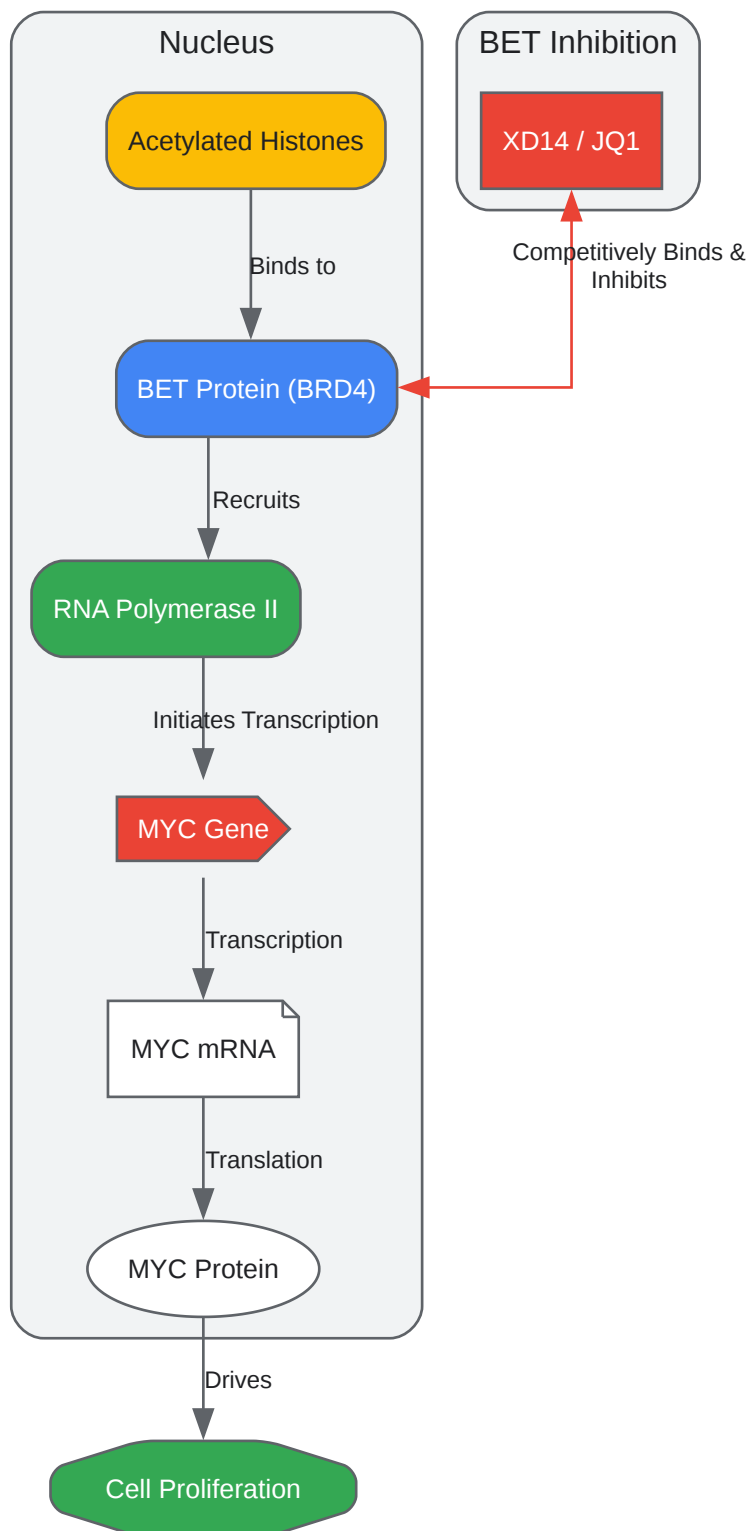 Nucleus
BET Inhibition
Acetylated Histones
XD14 / JQ1
Binds to
Competitively Binds &
Inhibits
BET Protein (BRD4)
Recruits
RNA Polymerase II
Initiates Transcription
MYC Gene
Transcription
MYC mRNA
Translation
MYC Protein
Drives
Cell Proliferation